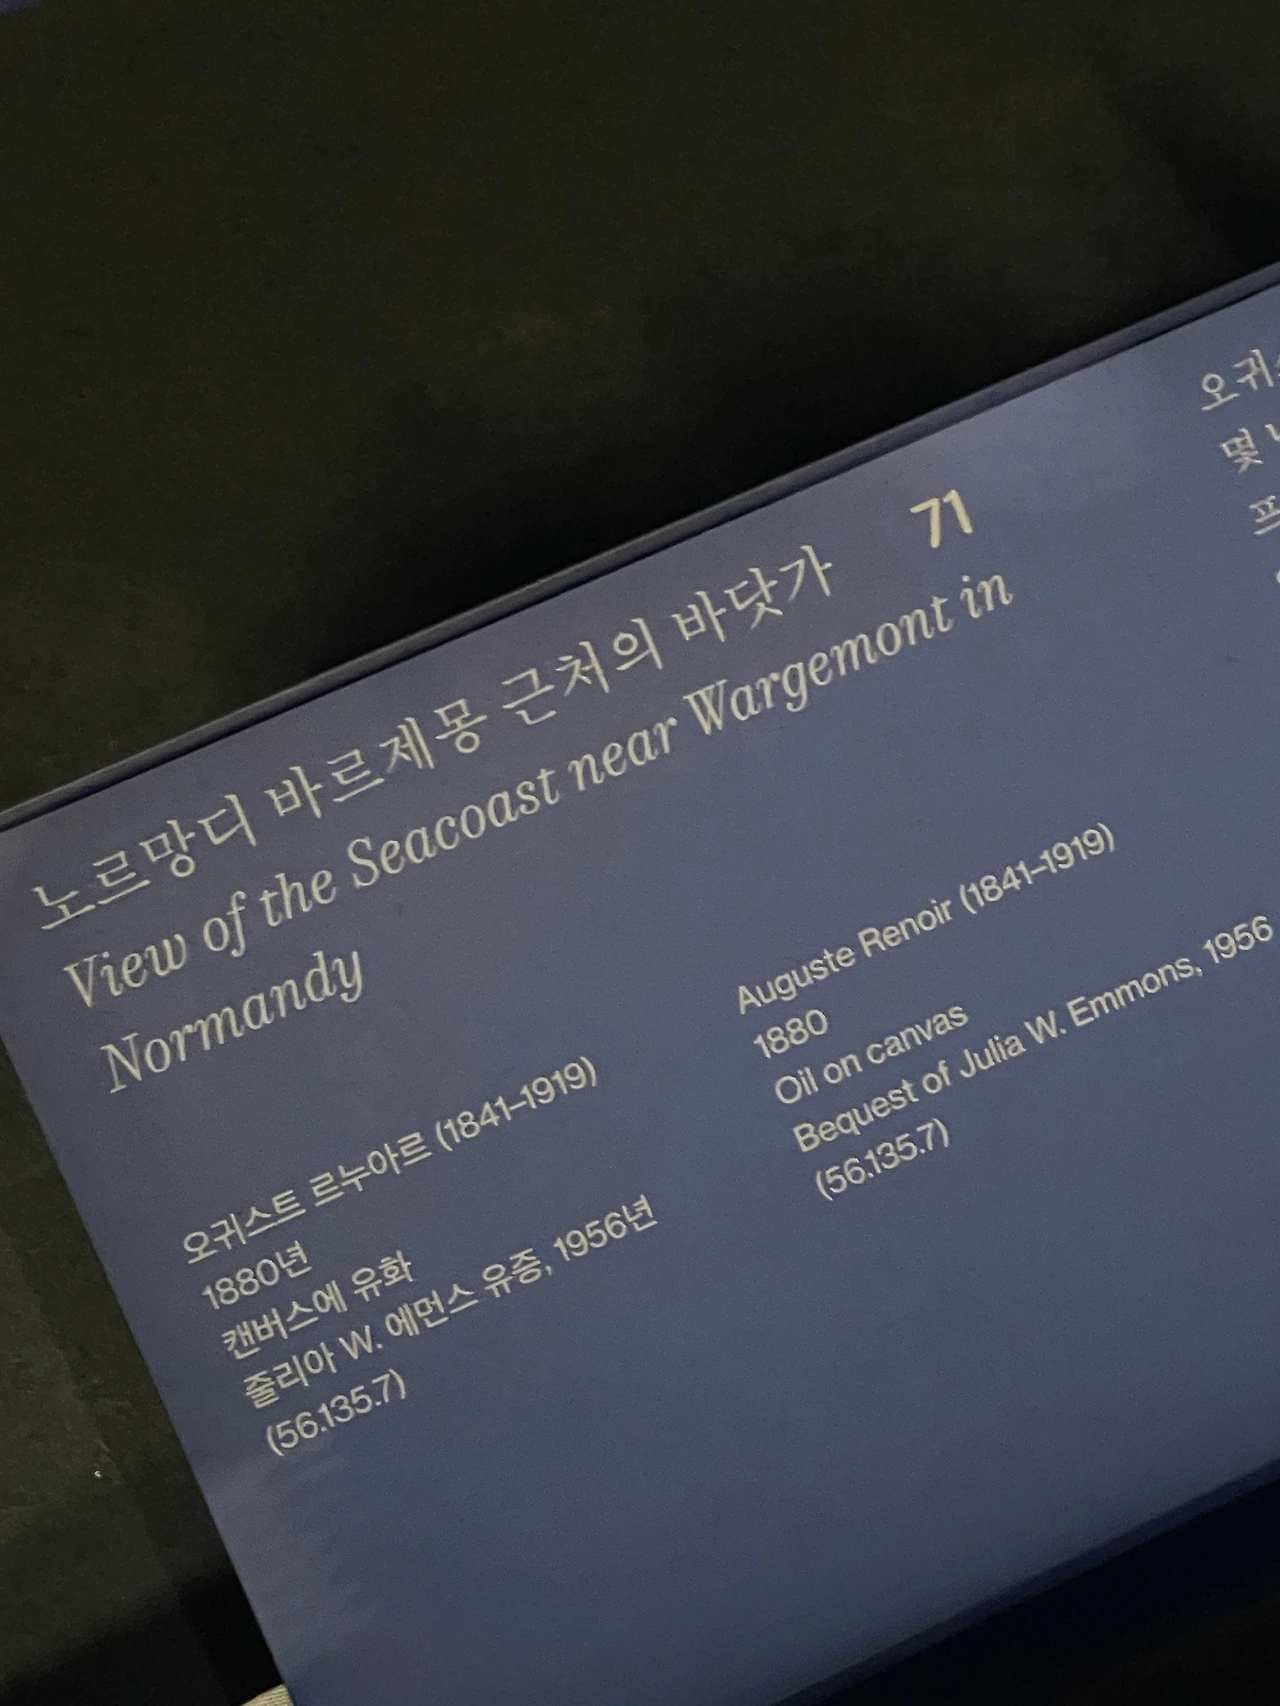 노르망디 바르제몽 근처의 바닷가 71
View of the Seacoast near Wargemont in
Normandy
오귀스트 르누아르 (1841–1919)
1880년
캔버스에 유화
줄리아 W. 에먼스 유증, 1956년
(56.135.7)
Auguste Renoir (1841–1919)
1880
Oil on canvas
Bequest of Julia W. Emmons, 1956
(56.135.7)
몇